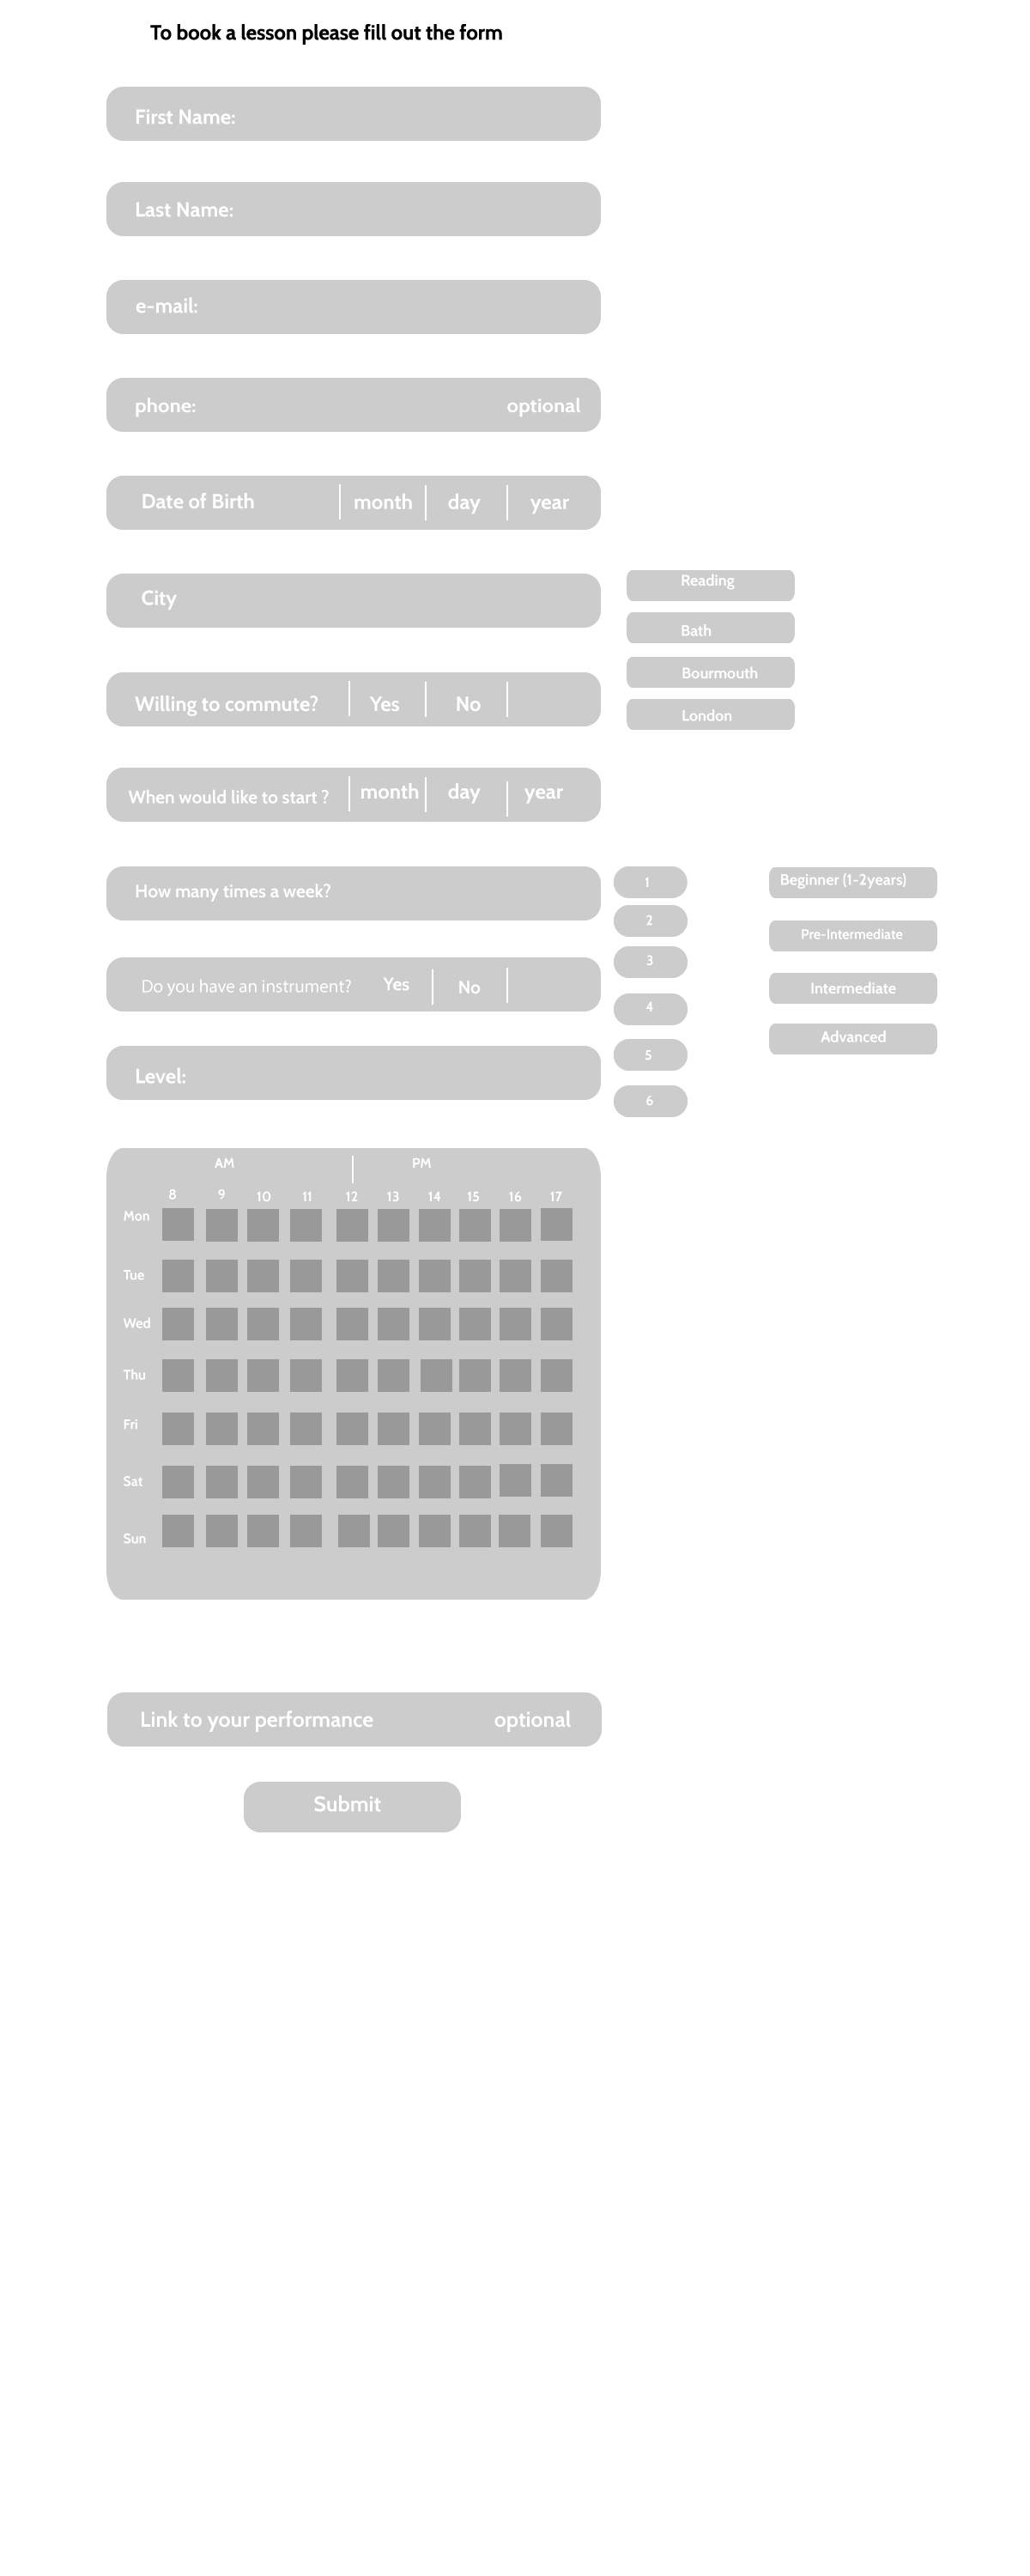 To book a lesson please fill out the form
First Name:
Last Name:
e-mail:
phone: optional
Date of Birth month day year
City
Reading
Bath
Bourmouth
London
Willing to commute? Yes No
When would like to start ? month day year
How many times a week?
1
2
3
4
5
6
Beginner (1-2years)
Pre-Intermediate
Intermediate
Advanced
Do you have an instrument? Yes No
Level:
AM PM
8 9 10 11 12 13 14 15 16 17
Mon
Tue
Wed
Thu
Fri
Sat
Sun
Link to your performance optional
Submit